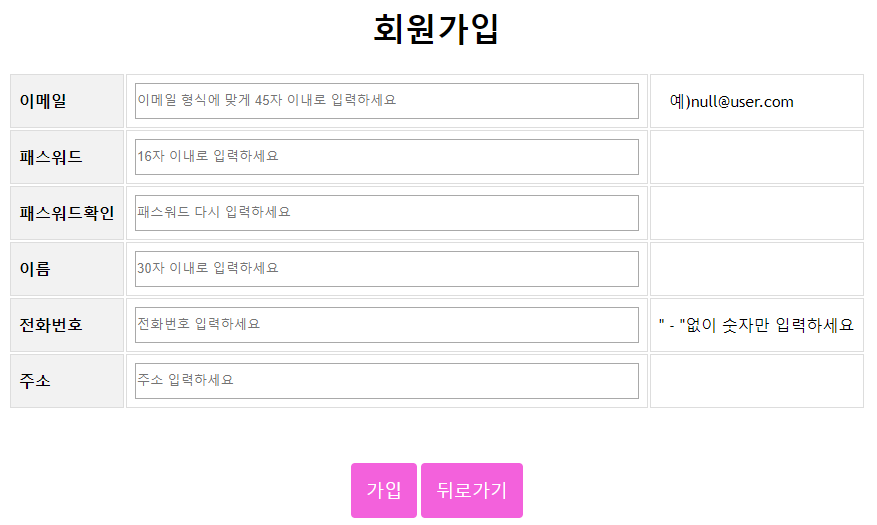 회원가입
이메일 이메일 형식에 맞게 45자 이내로 입력하세요 예)null@user.com
패스워드 16자 이내로 입력하세요
패스워드확인 패스워드 다시 입력하세요
이름 30자 이내로 입력하세요
전화번호 전화번호 입력하세요 " - "없이 숫자만 입력하세요
주소 주소 입력하세요
가입 뒤로가기